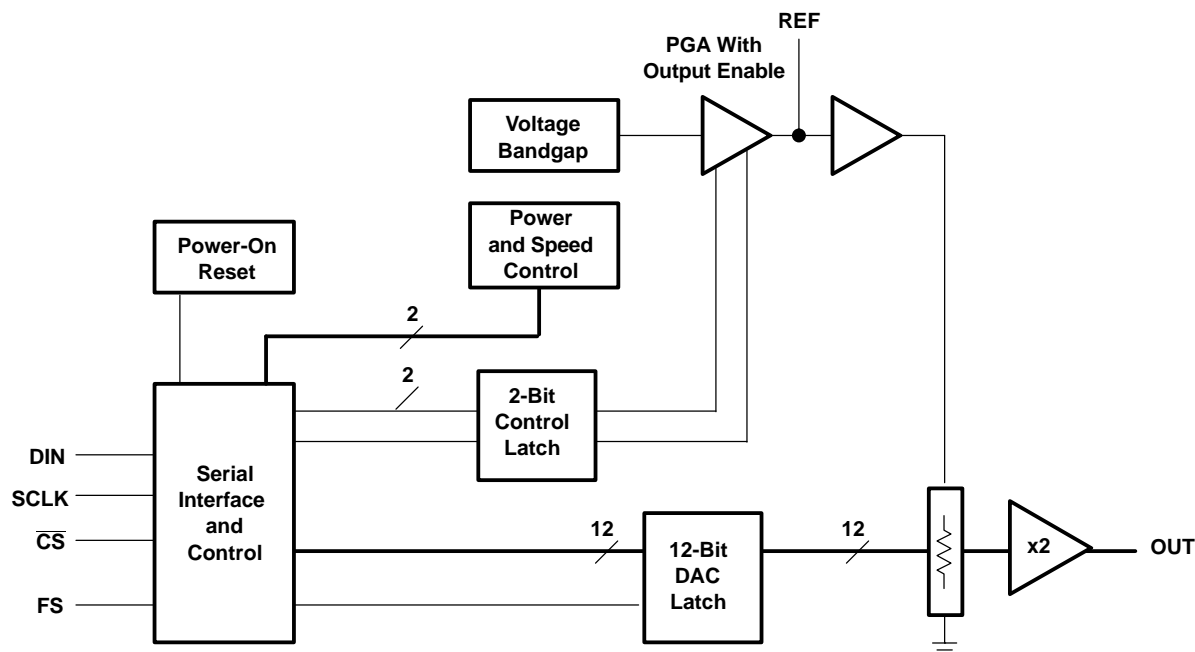 REF
PGA With
Output Enable
Voltage
Bandgap
Power
and Speed
Control
Power-On
Reset
2
2
2-Bit
Control
Latch
DIN
SCLK
CS
FS
Serial
Interface
and
Control
12
12-Bit
DAC
Latch
12
x2
OUT